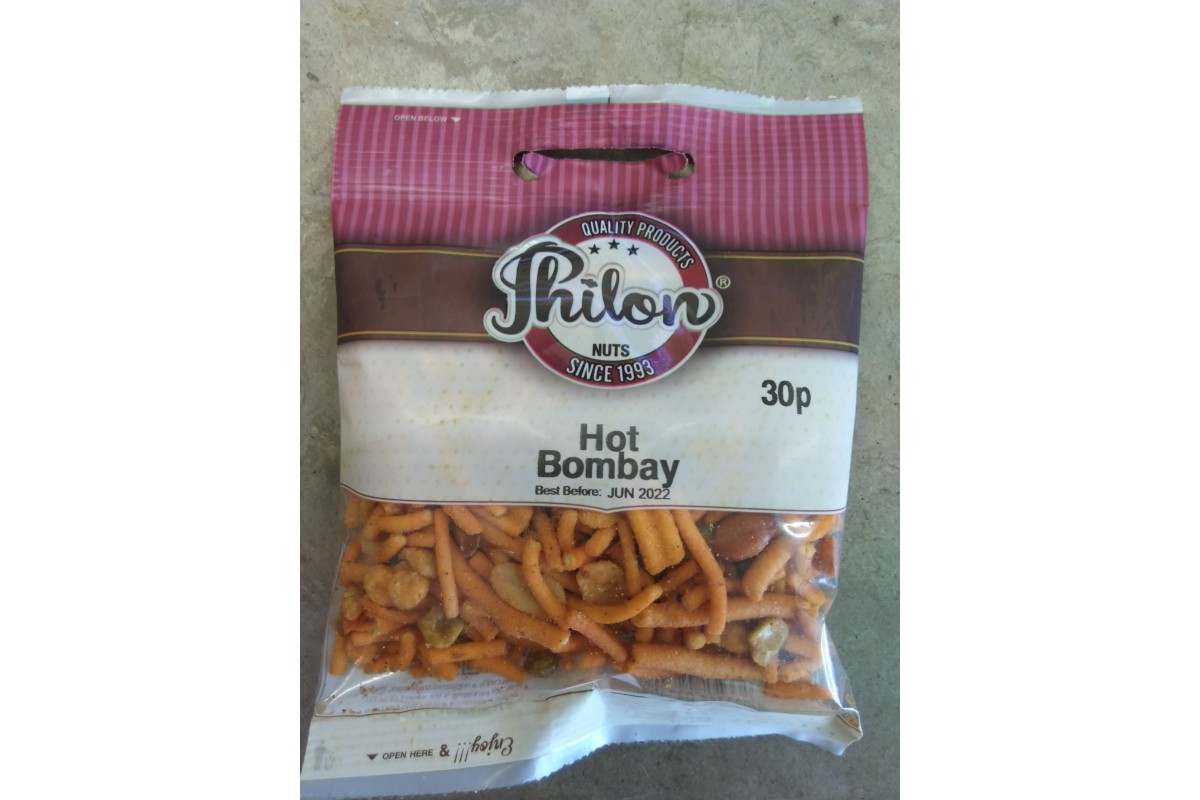 OPEN BELOW
QUALITY PRODUCTS
Philon®
NUTS
SINCE 1993
30p
Hot
Bombay
Best Before: JUN 2022
OPEN HERE & Enjoy!!!